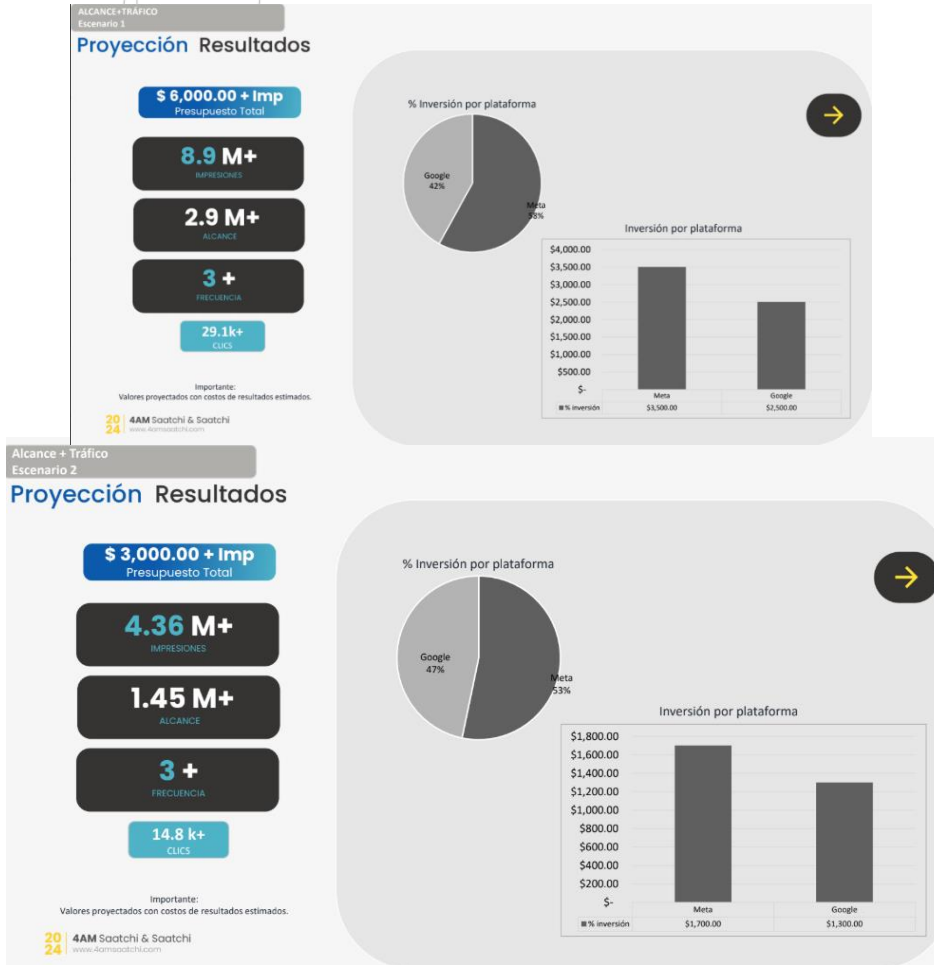 ALCANCE+TRÁFICO
Escenario 1
Proyección Resultados
$ 6,000.00 + Imp
Presupuesto Total
8.9 M+
IMPRESIONES
2.9 M+
ALCANCE
3 +
FRECUENCIA
29.1k+
CLICS
Importante:
Valores proyectados con costos de resultados estimados.
20
24
4AM Saatchi & Saatchi
www.4amsaatchi.com
% Inversión por plataforma
Google
42%
Meta
58%
Inversión por plataforma
$4,000.00
$3,500.00
$3,000.00
$2,500.00
$2,000.00
$1,500.00
$1,000.00
$500.00
$-
Meta Google
% inversión $3,500.00 $2,500.00
Alcance + Tráfico
Escenario 2
Proyección Resultados
$ 3,000.00 + Imp
Presupuesto Total
4.36 M+
IMPRESIONES
1.45 M+
ALCANCE
3 +
FRECUENCIA
14.8 k+
CLICS
Importante:
Valores proyectados con costos de resultados estimados.
20
24
4AM Saatchi & Saatchi
www.4amsaatchi.com
% Inversión por plataforma
Google
47%
Meta
53%
Inversión por plataforma
$1,800.00
$1,600.00
$1,400.00
$1,200.00
$1,000.00
$800.00
$600.00
$400.00
$200.00
$-
Meta Google
% inversión $1,700.00 $1,300.00